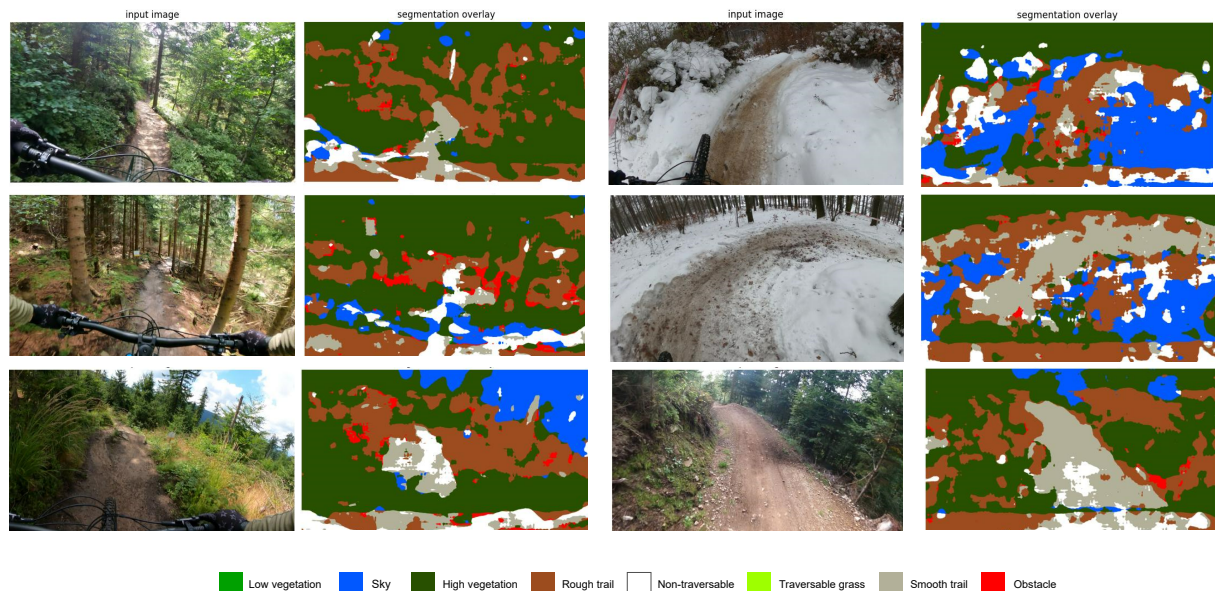 input image
segmentation overlay
input image
segmentation overlay
Low vegetation
Sky
High vegetation
Rough trail
Non-traversable
Traversable grass
Smooth trail
Obstacle